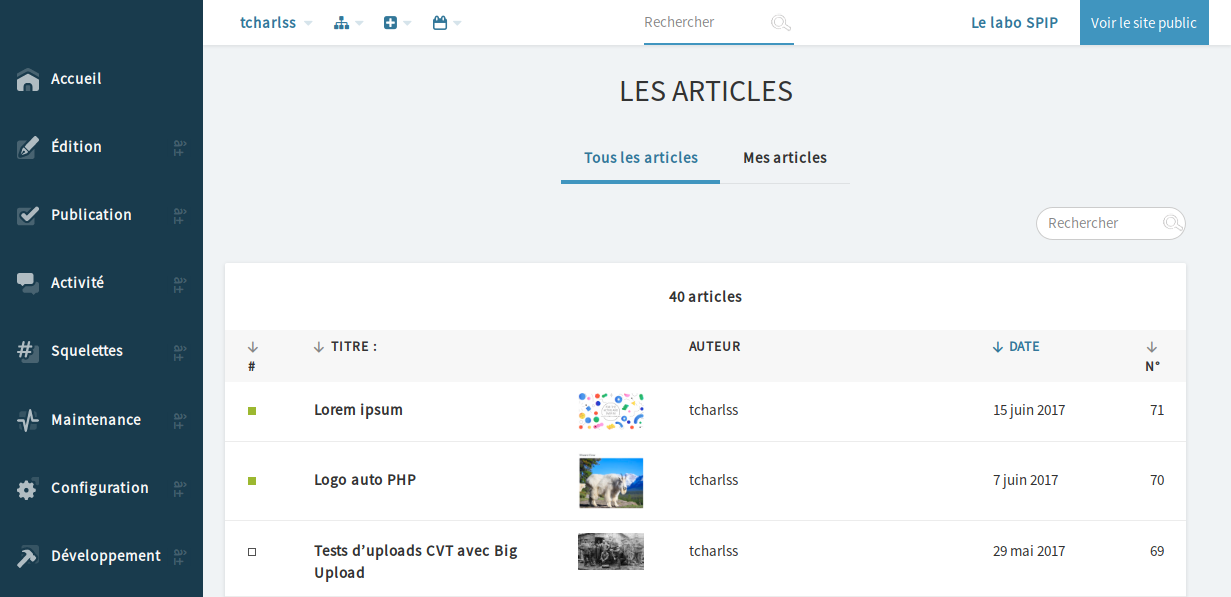 tcharlss
Rechercher
Le labo SPIP
Voir le site public
Accueil
Édition
Publication
Activité
Squelettes
Maintenance
Configuration
Développement
LES ARTICLES
Tous les articles Mes articles
Rechercher
40 articles
# TITRE : AUTEUR DATE N°
Lorem ipsum tcharlss 15 juin 2017 71
Logo auto PHP tcharlss 7 juin 2017 70
Tests d’uploads CVT avec Big tcharlss 29 mai 2017 69
Upload